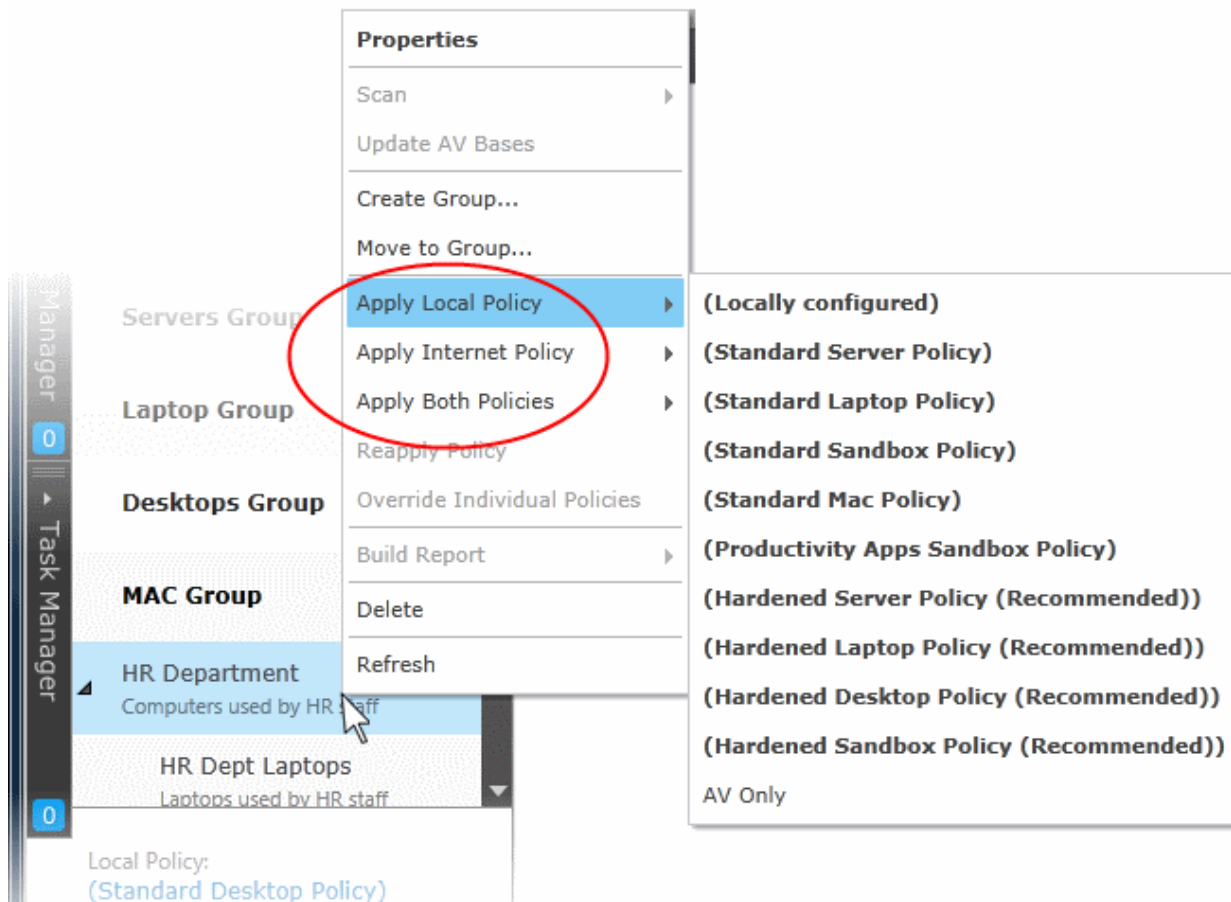 Properties
Scan
Update AV Bases
Create Group...
Move to Group...
Apply Local Policy
Apply Internet Policy
Apply Both Policies
Reapply Policy
Override Individual Policies
Build Report
Delete
Refresh
(Locally configured)
(Standard Server Policy)
(Standard Laptop Policy)
(Standard Sandbox Policy)
(Standard Mac Policy)
(Productivity Apps Sandbox Policy)
(Hardened Server Policy (Recommended))
(Hardened Laptop Policy (Recommended))
(Hardened Desktop Policy (Recommended))
(Hardened Sandbox Policy (Recommended))
AV Only
Manager
0
Task Manager
0
Servers Group
Laptop Group
Desktops Group
MAC Group
HR Department
Computers used by HR staff
HR Dept Laptops
Laptops used by HR staff
Local Policy:
(Standard Desktop Policy)